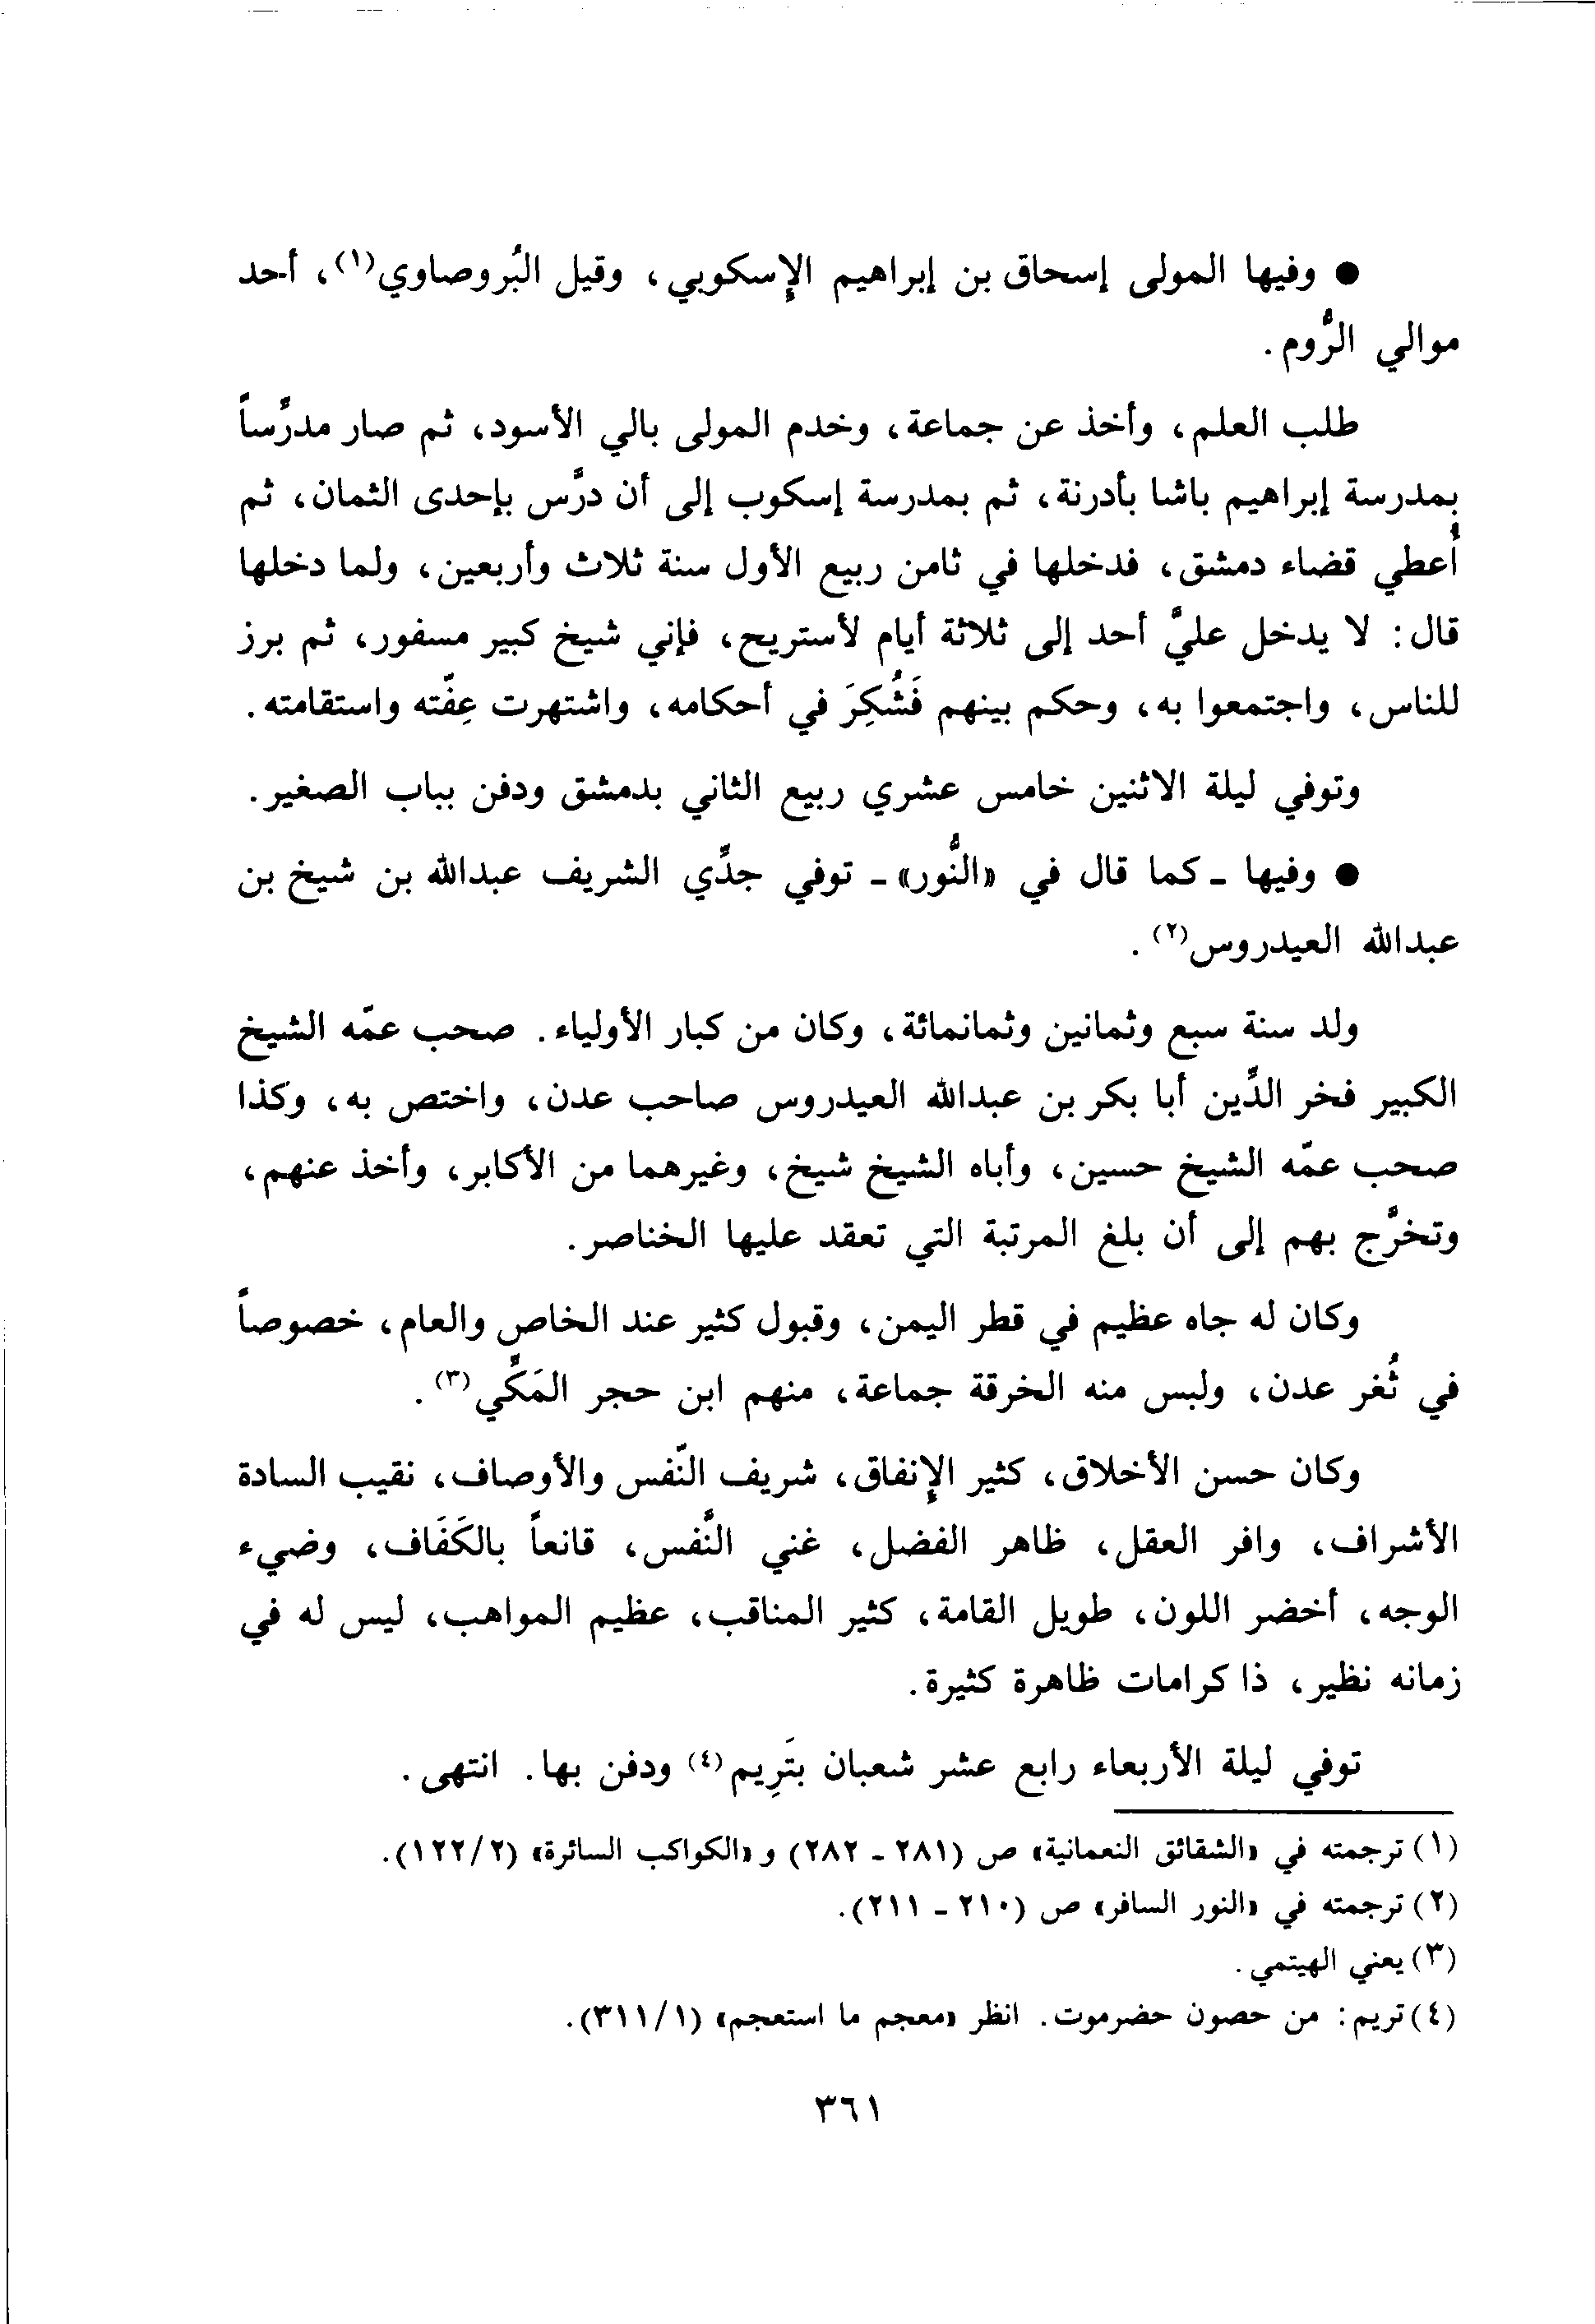 ● وفيها المولى إسحاق بن إبراهيم الإسكوبي، وقيل البُروصاوي(١)، أحد
موالي الرُّوم.
طلب العلم، وأخذ عن جماعة، وخدم المولى بالي الأسود، ثم صار مدرِّساً
بمدرسة إبراهيم باشا بأدرنة، ثم بمدرسة إسكوب إلى أن درَّس بإحدى الثمان، ثم
أُعطي قضاء دمشق، فدخلها في ثامن ربيع الأول سنة ثلاث وأربعين، ولما دخلها
قال: لا يدخل عليَّ أحد إلى ثلاثة أيام لأستريح، فإني شيخ كبير مسفور، ثم برز
للناس، واجتمعوا به، وحكم بينهم فَشُكِرَ في أحكامه، واشتهرت عِفّته واستقامته.
وتوفي ليلة الاثنين خامس عشري ربيع الثاني بدمشق ودفن بباب الصغير.
● وفيها - كما قال في «النُّور» - توفي جدِّي الشريف عبدالله بن شيخ بن
عبدالله العيدروس(٢).
ولد سنة سبع وثمانين وثمانمائة، وكان من كبار الأولياء. صحب عمّه الشيخ
الكبير فخر الدِّين أبا بكر بن عبدالله العيدروس صاحب عدن، واختص به، وكذا
صحب عمّه الشيخ حسين، وأباه الشيخ شيخ، وغيرهما من الأكابر، وأخذ عنهم،
وتخرَّج بهم إلى أن بلغ المرتبة التي تعقد عليها الخناصر.
وكان له جاه عظيم في قطر اليمن، وقبول كثير عند الخاص والعام، خصوصاً
في ثُغر عدن، ولبس منه الخرقة جماعة، منهم ابن حجر المَكِّي(٣).
وكان حسن الأخلاق، كثير الإنفاق، شريف النّفس والأوصاف، نقيب السادة
الأشراف، وافر العقل، ظاهر الفضل، غني النَّفس، قانعاً بالكَفَاف، وضيء
الوجه، أخضر اللون، طويل القامة، كثير المناقب، عظيم المواهب، ليس له في
زمانه نظير، ذا كرامات ظاهرة كثيرة.
توفي ليلة الأربعاء رابع عشر شعبان بتَرِيم(٤) ودفن بها. انتهى.
(١) ترجمته في «الشقائق النعمانية» ص (٢٨١ - ٢٨٢) و«الكواكب السائرة» (١٢٢/٢).
(٢) ترجمته في «النور السافر» ص (٢١٠ - ٢١١).
(٣) يعني الهيتمي.
(٤) تريم: من حصون حضرموت. انظر «معجم ما استعجم» (٣١١/١).
٣٦١